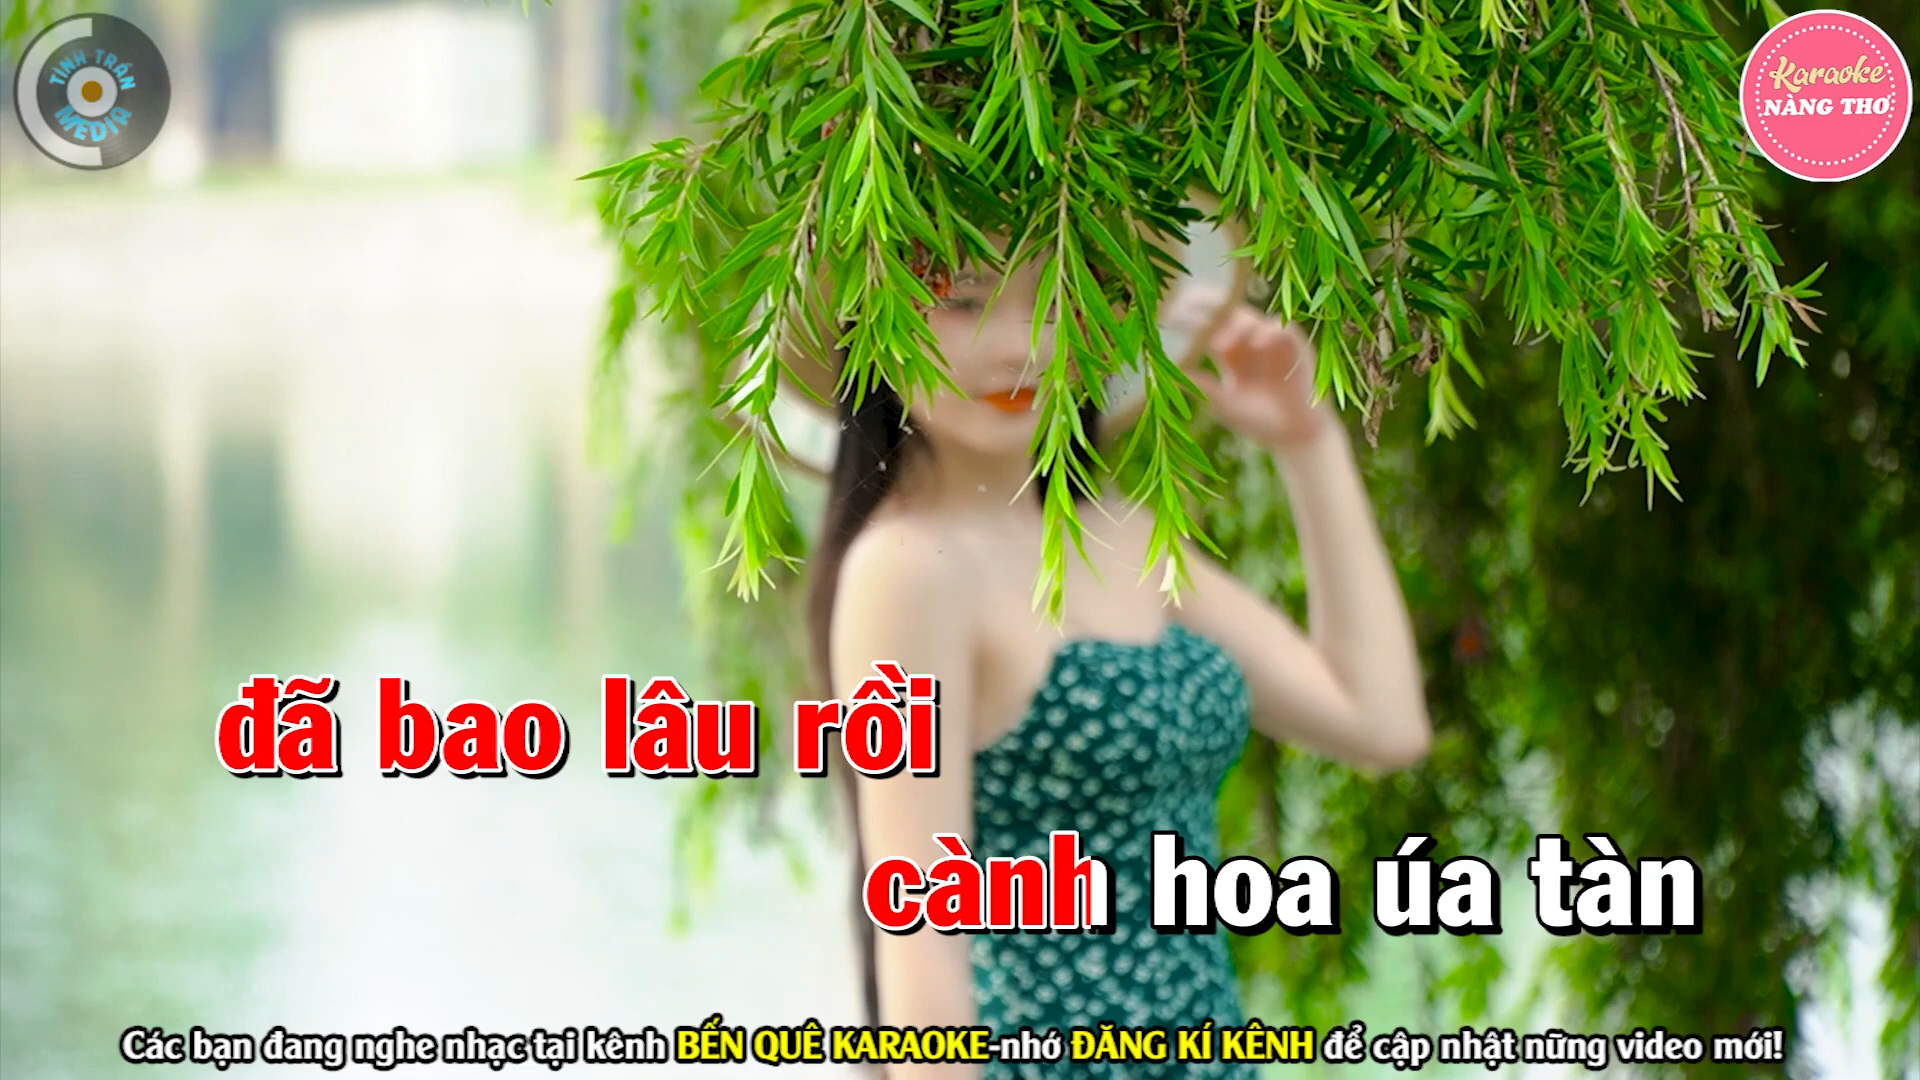 TÌNH TRẦN
MEDIA
Karaoke
NÀNG THƠ
đã bao lâu rồi
cành hoa úa tàn
Các bạn đang nghe nhạc tại kênh BẾN QUÊ KARAOKE-nhớ ĐĂNG KÍ KÊNH để cập nhật nững video mới!